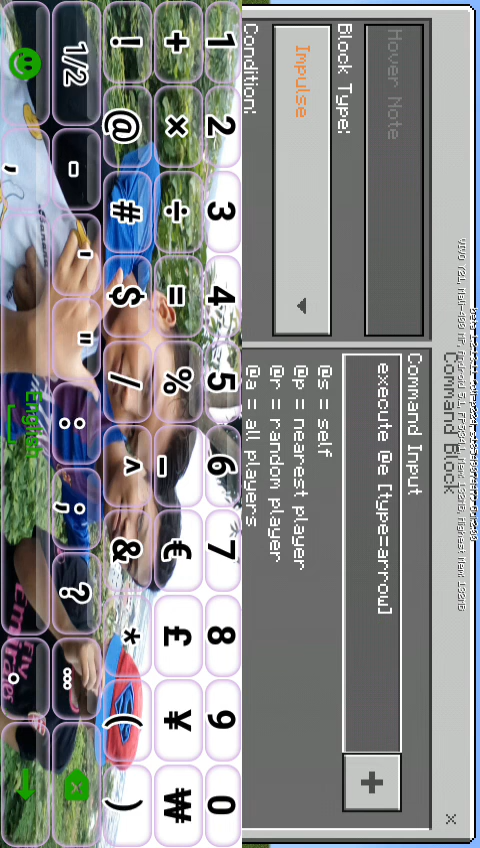 Command Block
X
Hover Note
Block Type:
Impulse
Condition:
Command Input
execute @e [type=arrow]
+
@s = self
@p = nearest player
@r = random player
@a = all players
1 2 3 4 5 6 7 8 9 0
+ × ÷ = % _ € £ ¥ ₩
! @ # $ / ^ & * ( )
1/2 - ' " : ; ? …
, English .